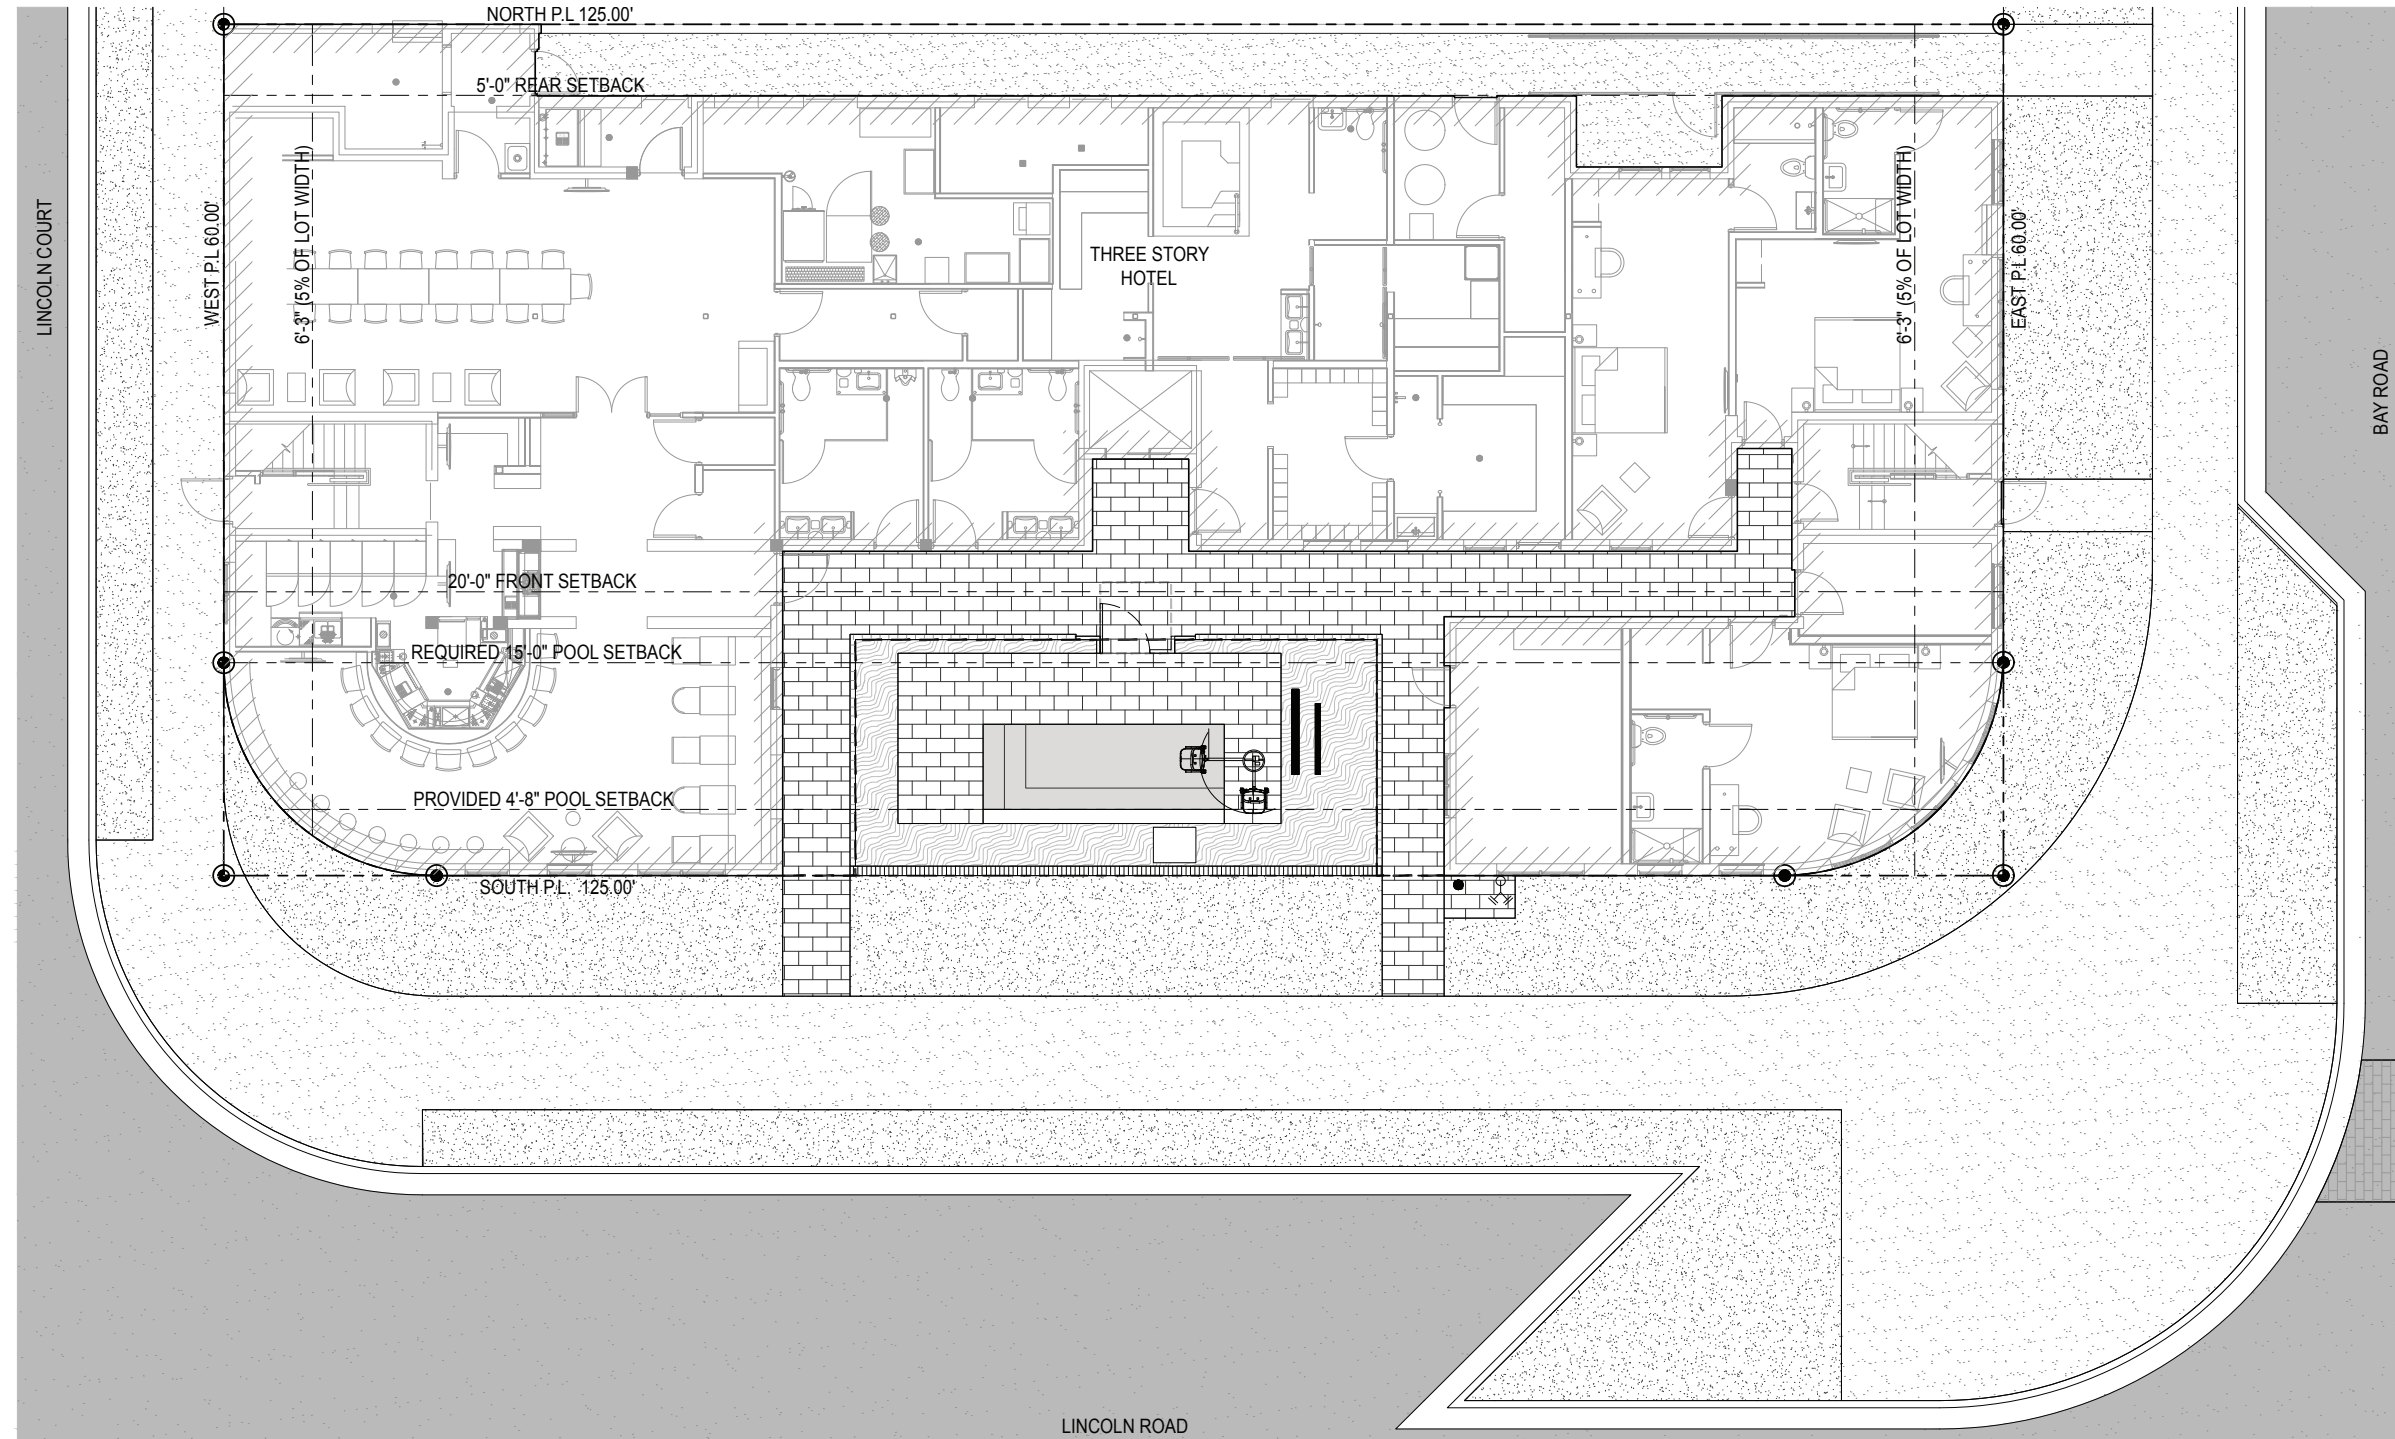 NORTH P.L 125.00'
5'-0" REAR SETBACK
LINCOLN COURT
WEST P.L 60.00'
6'-3" (5% OF LOT WIDTH)
THREE STORY
HOTEL
6'-3" (5% OF LOT WIDTH)
EAST P.L 60.00'
BAY ROAD
20'-0" FRONT SETBACK
REQUIRED 15'-0" POOL SETBACK
PROVIDED 4'-8" POOL SETBACK
SOUTH P.L. 125.00'
LINCOLN ROAD